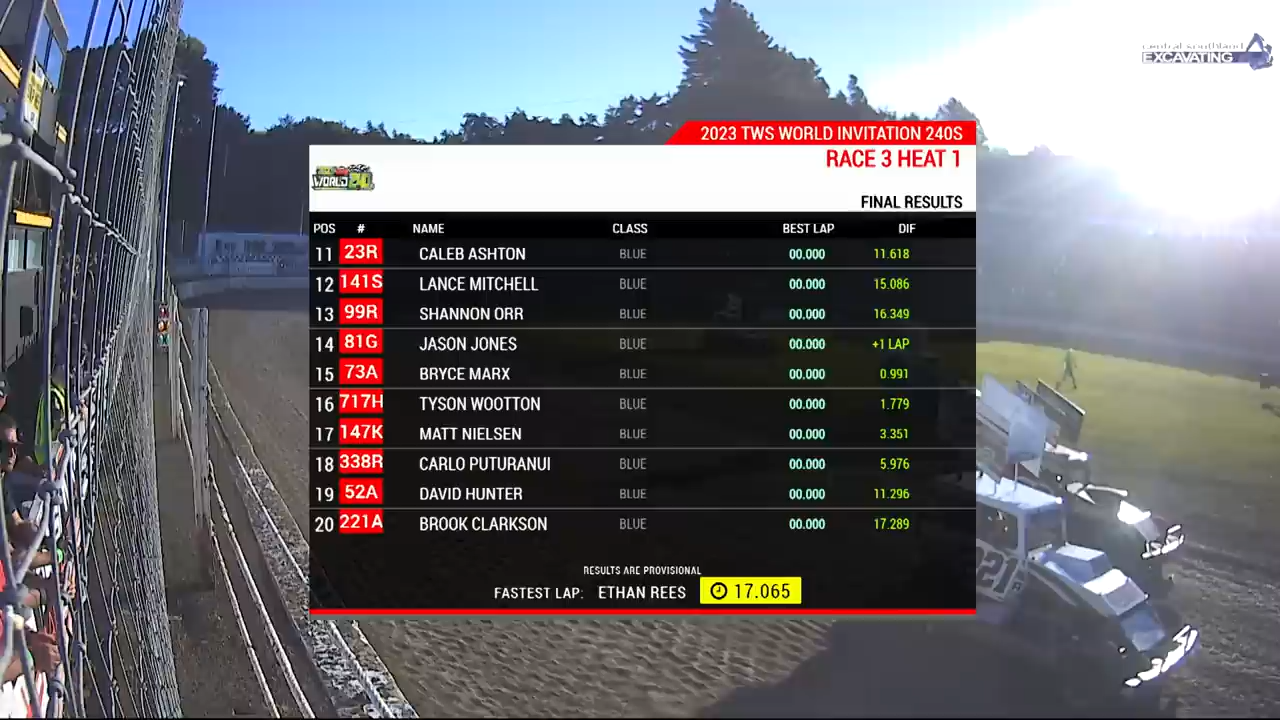 central southland
EXCAVATING
2023 TWS WORLD INVITATION 240S
RACE 3 HEAT 1
WORLD 240
FINAL RESULTS
POS # NAME CLASS BEST LAP DIF
11 23R CALEB ASHTON BLUE 00.000 11.618
12 141S LANCE MITCHELL BLUE 00.000 15.086
13 99R SHANNON ORR BLUE 00.000 16.349
14 81G JASON JONES BLUE 00.000 +1 LAP
15 73A BRYCE MARX BLUE 00.000 0.991
16 717H TYSON WOOTTON BLUE 00.000 1.779
17 147K MATT NIELSEN BLUE 00.000 3.351
18 338R CARLO PUTURANUI BLUE 00.000 5.976
19 52A DAVID HUNTER BLUE 00.000 11.296
20 221A BROOK CLARKSON BLUE 00.000 17.289
RESULTS ARE PROVISIONAL
FASTEST LAP: ETHAN REES 17.065
921R